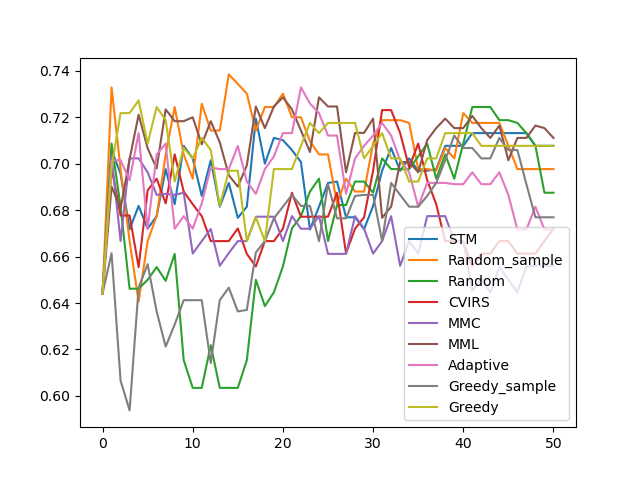 0.74
0.72
0.70
0.68
0.66
0.64
0.62
0.60
0
10
20
30
40
50
STM
Random_sample
Random
CVIRS
MMC
MML
Adaptive
Greedy_sample
Greedy